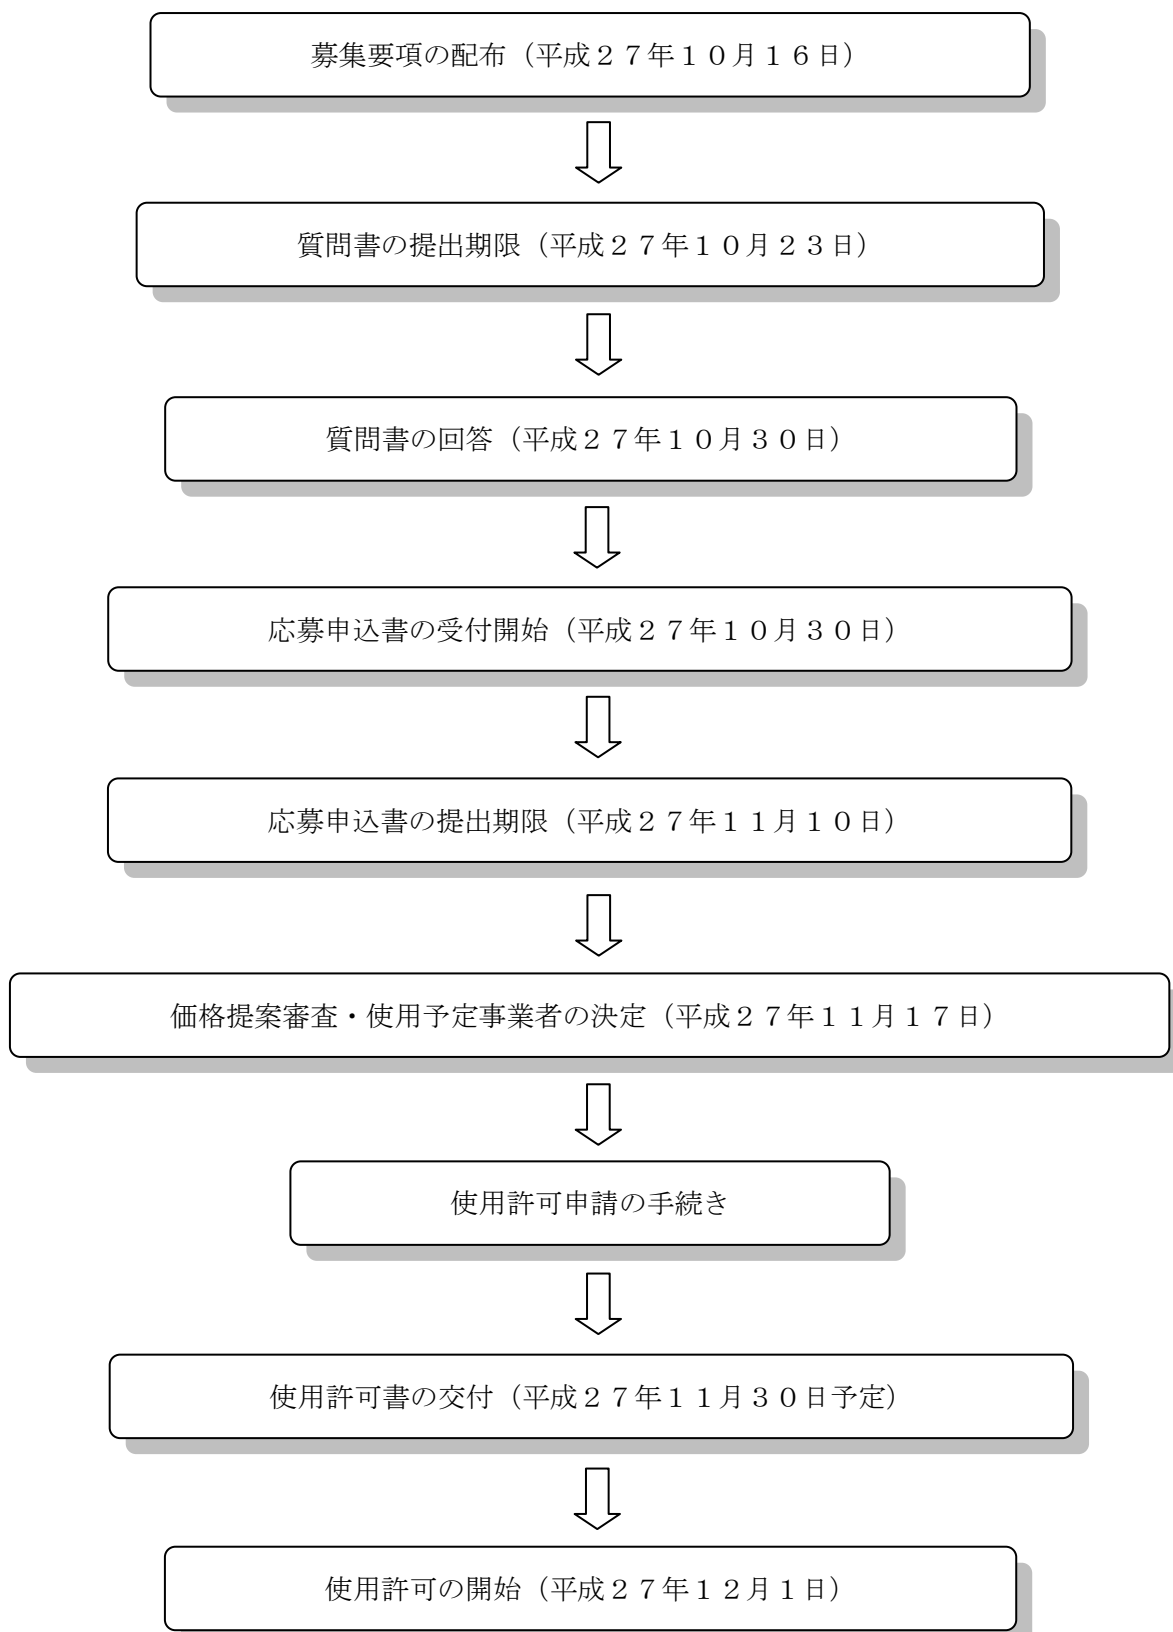 募集要項の配布（平成２７年１０月１６日）
質問書の提出期限（平成２７年１０月２３日）
質問書の回答（平成２７年１０月３０日）
応募申込書の受付開始（平成２７年１０月３０日）
応募申込書の提出期限（平成２７年１１月１０日）
価格提案審査・使用予定事業者の決定（平成２７年１１月１７日）
使用許可申請の手続き
使用許可書の交付（平成２７年１１月３０日予定）
使用許可の開始（平成２７年１２月１日）